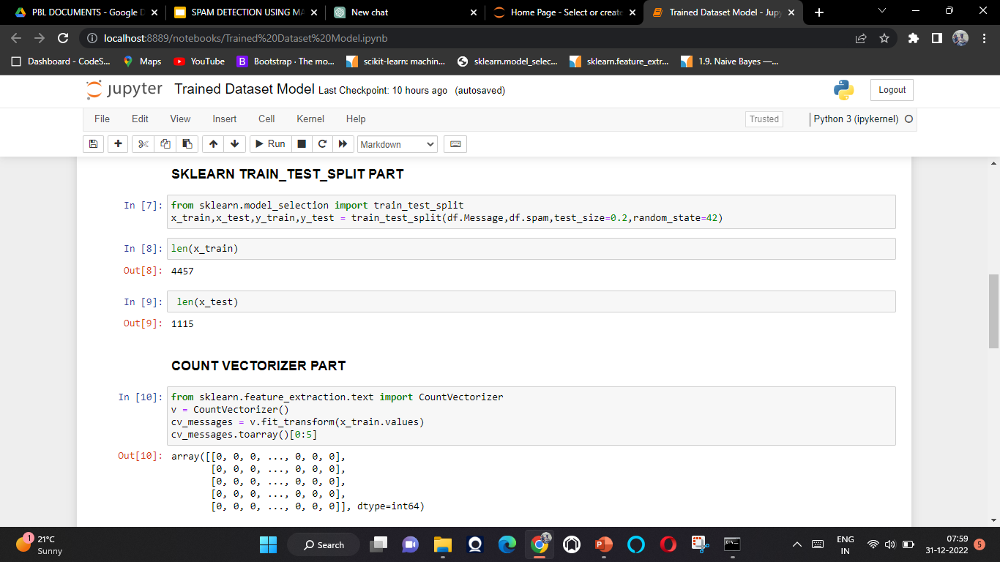 PBL DOCUMENTS - Google D
SPAM DETECTION USING MA
New chat
Home Page - Select or create
Trained Dataset Model - Jupy
localhost:8889/notebooks/Trained%20Dataset%20Model.ipynb
Dashboard - CodeS...
Maps
YouTube
B Bootstrap · The mo...
scikit-learn: machin...
sklearn.model_selec...
sklearn.feature_extr...
1.9. Naive Bayes —...
jupyter Trained Dataset Model Last Checkpoint: 10 hours ago (autosaved)
Logout
File Edit View Insert Cell Kernel Help
Trusted
Python 3 (ipykernel)
Run
Markdown
SKLEARN TRAIN_TEST_SPLIT PART
In [7]: from sklearn.model_selection import train_test_split
x_train,x_test,y_train,y_test = train_test_split(df.Message,df.spam,test_size=0.2,random_state=42)
In [8]: len(x_train)
Out[8]: 4457
In [9]: len(x_test)
Out[9]: 1115
COUNT VECTORIZER PART
In [10]: from sklearn.feature_extraction.text import CountVectorizer
v = CountVectorizer()
cv_messages = v.fit_transform(x_train.values)
cv_messages.toarray()[0:5]
Out[10]: array([[0, 0, 0, ..., 0, 0, 0],
[0, 0, 0, ..., 0, 0, 0],
[0, 0, 0, ..., 0, 0, 0],
[0, 0, 0, ..., 0, 0, 0],
[0, 0, 0, ..., 0, 0, 0]], dtype=int64)
1
21°C
Sunny
Search
ENG
IN
07:59
31-12-2022
5